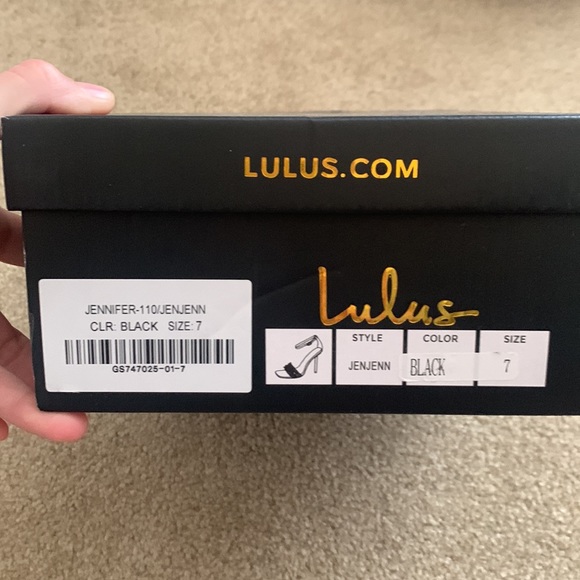 LULUS.COM
JENNIFER-110/JENJENN
CLR: BLACK SIZE: 7
GS747025-01-7
Lulus
STYLE COLOR SIZE
JENJENN BLACK 7